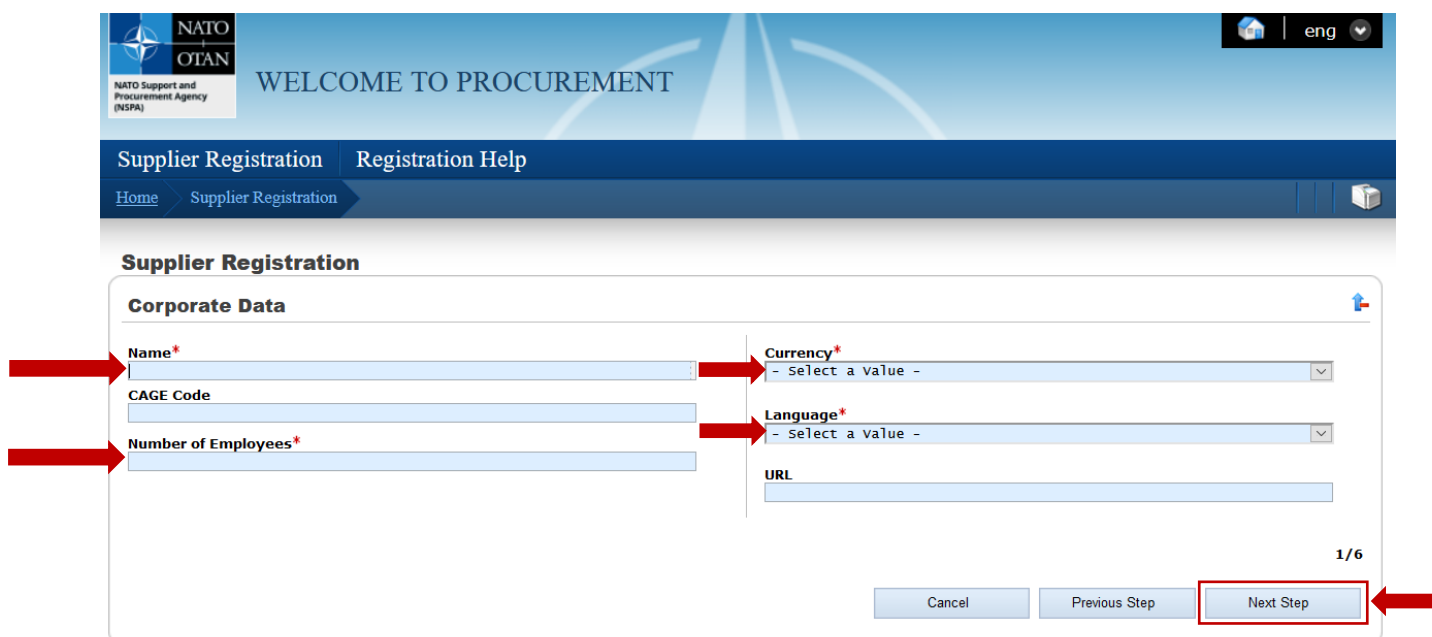 NATO
OTAN
NATO Support and
Procurement Agency
(NSPA)
WELCOME TO PROCUREMENT
eng
Supplier Registration
Registration Help
Home
Supplier Registration
Supplier Registration
Corporate Data
Name*
CAGE Code
Number of Employees*
Currency*
- Select a Value -
Language*
- Select a Value -
URL
1/6
Cancel
Previous Step
Next Step